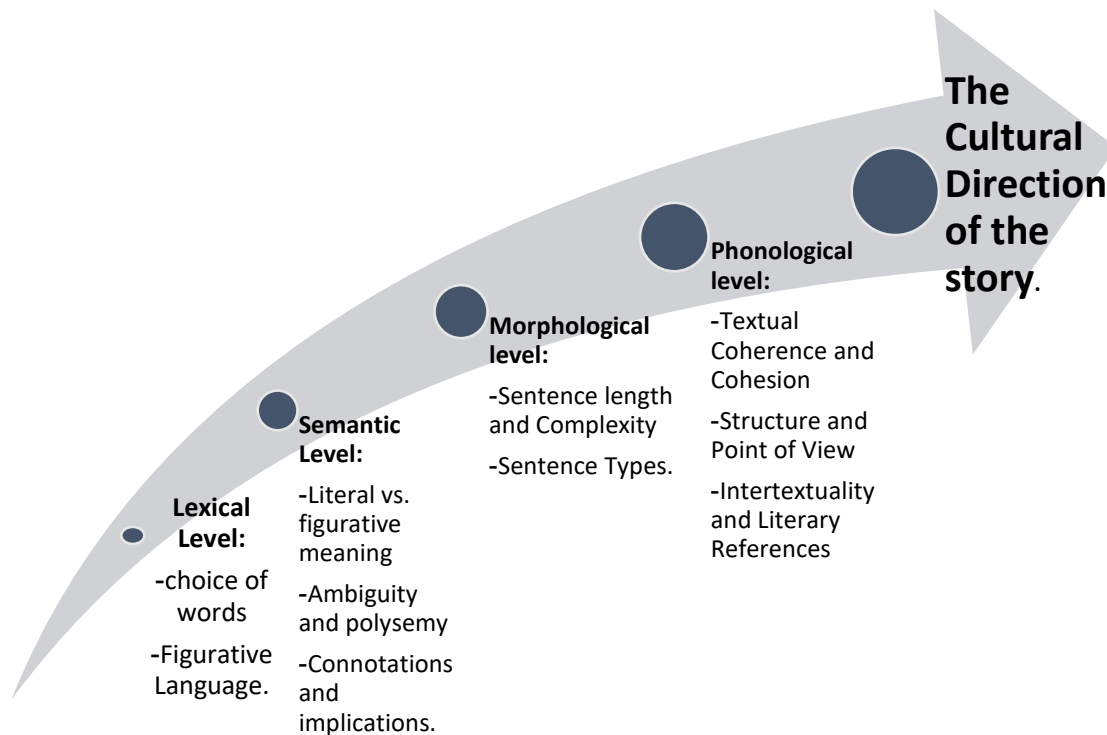 Lexical
Level:
-choice of
words
-Figurative
Language.
Semantic
Level:
-Literal vs.
figurative
meaning
-Ambiguity
and polysemy
-Connotations
and
implications.
Morphological
level:
-Sentence length
and Complexity
-Sentence Types.
Phonological
level:
-Textual
Coherence and
Cohesion
-Structure and
Point of View
-Intertextuality
and Literary
References
The
Cultural
Direction
of the
story.